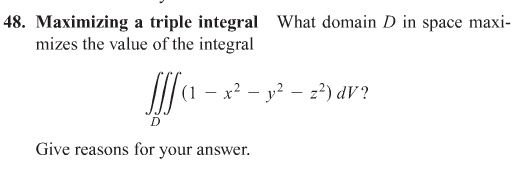 48. Maximizing a triple integral What domain D in space maxi-
mizes the value of the integral
∭(1 − x² − y² − z²) dV?
D
Give reasons for your answer.